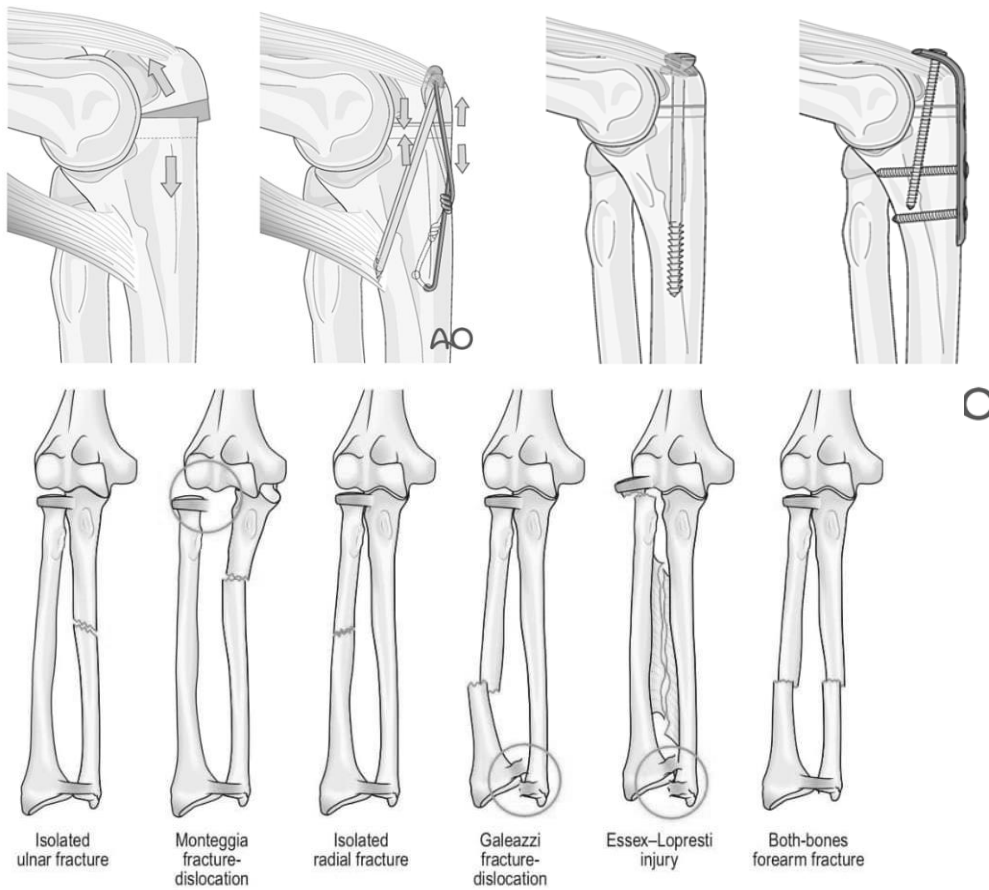 AO
Isolated
ulnar fracture
Monteggia
fracture-
dislocation
Isolated
radial fracture
Galeazzi
fracture-
dislocation
Essex–Lopresti
injury
Both-bones
forearm fracture